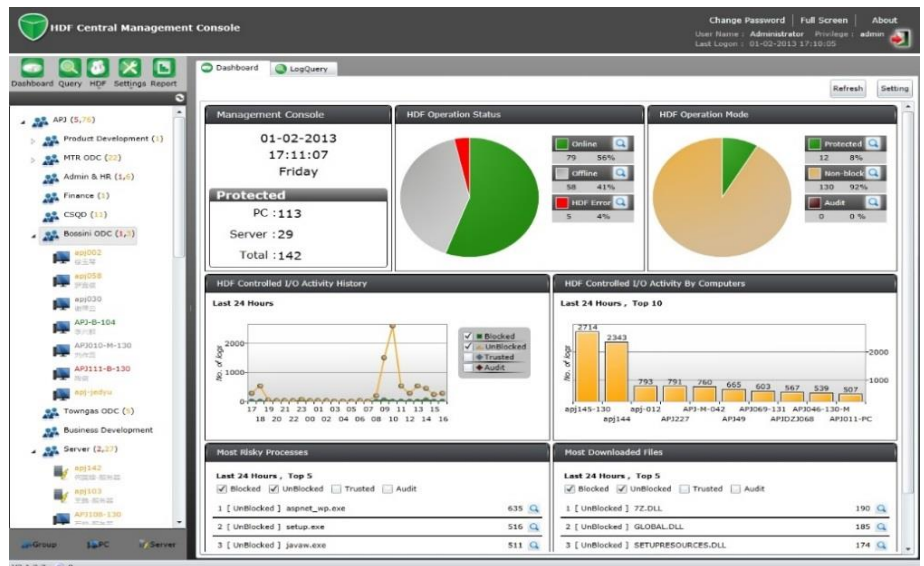 HDF Central Management Console
Change Password | Full Screen | About
User Name : Administrator Privilege : admin
Last Logon : 01-02-2013 17:10:05
Dashboard Query HDF Settings Report
Dashboard LogQuery
Refresh Setting
APJ (5,76)
Product Development (1)
MTR ODC (22)
Admin & HR (1,6)
Finance (1)
CSQD (11)
Bossini ODC (1,3)
apj002
apj058
apj030
APJ-B-104
APJ010-M-130
APJ111-B-130
apj-jedyu
Towngas ODC (5)
Business Development
Server (2,27)
apj142
apj103
APJ108-130
Group PC Server
Management Console
01-02-2013
17:11:07
Friday
Protected
PC :113
Server :29
Total :142
HDF Operation Status
Online
79 56%
Offline
58 41%
HDF Error
5 4%
HDF Operation Mode
Protected
12 8%
Non-block
130 92%
Audit
0 0 %
HDF Controlled I/O Activity History
Last 24 Hours
No. of logs
2000
1000
0
17 19 21 23 01 03 05 07 09 11 13 15
18 20 22 00 02 04 06 08 10 12 14 16
Blocked
UnBlocked
Trusted
Audit
HDF Controlled I/O Activity By Computers
Last 24 Hours , Top 10
No. of logs
2714 2343 793 791 760 665 603 567 539 507
2000
1000
apj145-130 apj-012 APJ-M-042 APJ069-131 APJ046-130-M
apj144 APJ227 APJ49 APJDZJ068 APJ011-PC
Most Risky Processes
Last 24 Hours , Top 5
Blocked UnBlocked Trusted Audit
1 [ UnBlocked ] aspnet_wp.exe 635
2 [ UnBlocked ] setup.exe 516
3 [ UnBlocked ] javaw.exe 511
Most Downloaded Files
Last 24 Hours , Top 5
Blocked UnBlocked Trusted Audit
1 [ UnBlocked ] 7Z.DLL 190
2 [ UnBlocked ] GLOBAL.DLL 185
3 [ UnBlocked ] SETUPRESOURCES.DLL 174